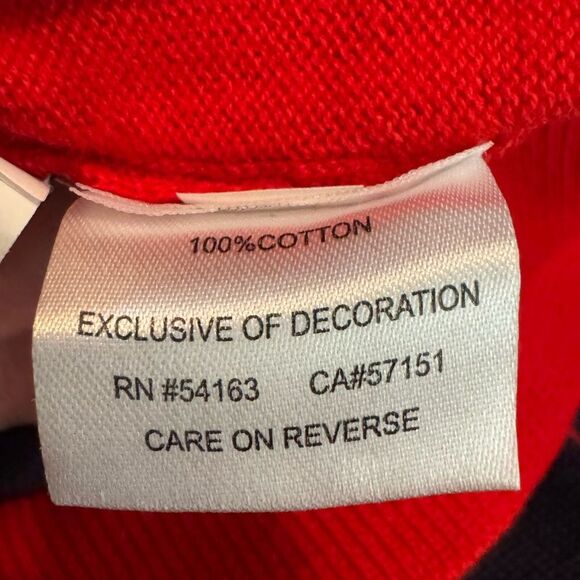 100%COTTON
EXCLUSIVE OF DECORATION
RN #54163 CA#57151
CARE ON REVERSE